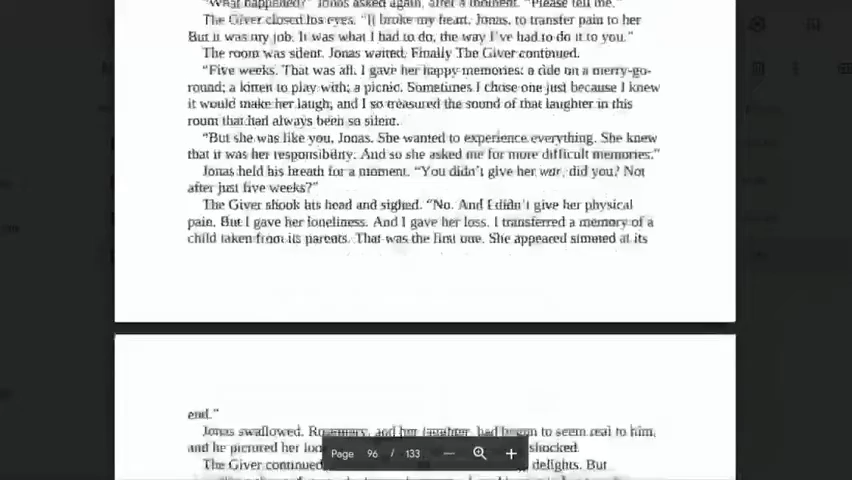 "What happened?" Jonas asked again, after a moment. "Please tell me."
The Giver closed his eyes. "It broke my heart, Jonas, to transfer pain to her
But it was my job. It was what I had to do, the way I've had to do it to you."
The room was silent. Jonas waited. Finally The Giver continued.
"Five weeks. That was all. I gave her happy memories: a ride on a merry-go-
round; a kitten to play with; a picnic. Sometimes I chose one just because I knew
it would make her laugh, and I so treasured the sound of that laughter in this
room that had always been so silent.
"But she was like you, Jonas. She wanted to experience everything. She knew
that it was her responsibility. And so she asked me for more difficult memories."
Jonas held his breath for a moment. "You didn't give her war, did you? Not
after just five weeks?"
The Giver shook his head and sighed. "No. And I didn't give her physical
pain. But I gave her loneliness. And I gave her loss. I transferred a memory of a
child taken from its parents. That was the first one. She appeared stunned at its
end."
Jonas swallowed. Rosemary, and her laughter, had begun to seem real to him,
and he pictured her shocked.
The Giver continued, delights. But
Page 96 / 133